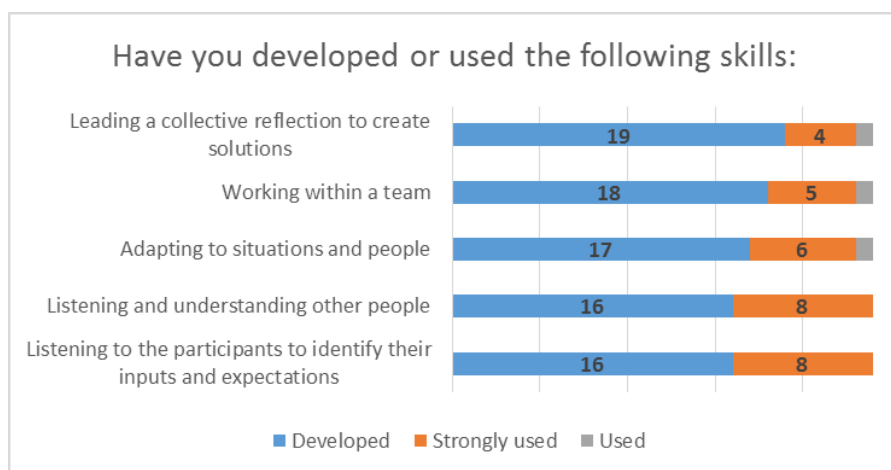 Have you developed or used the following skills:
Leading a collective reflection to create
solutions
19 4
Working within a team
18 5
Adapting to situations and people
17 6
Listening and understanding other people
16 8
Listening to the participants to identify their
inputs and expectations
16 8
Developed Strongly used Used